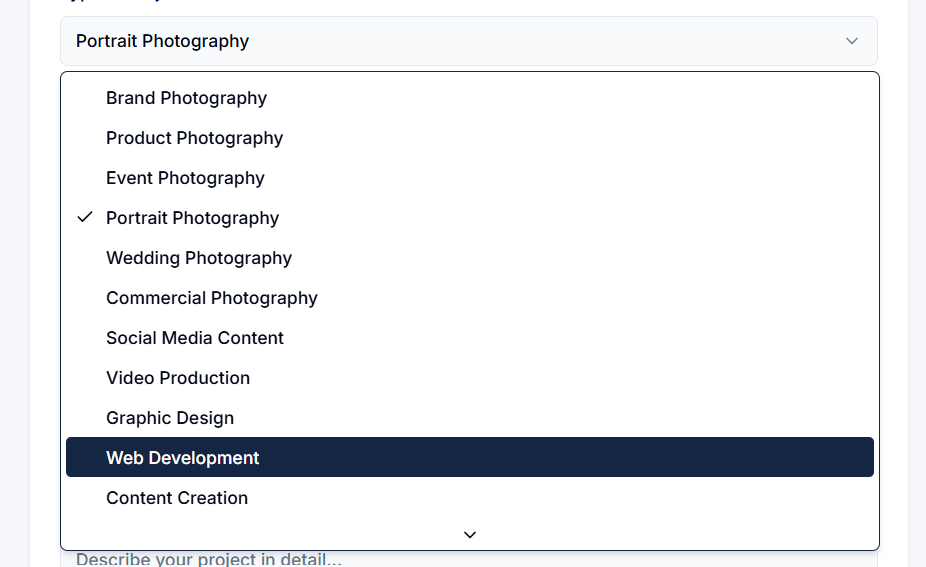 Portrait Photography
Brand Photography
Product Photography
Event Photography
Portrait Photography
Wedding Photography
Commercial Photography
Social Media Content
Video Production
Graphic Design
Web Development
Content Creation
Describe your project in detail...